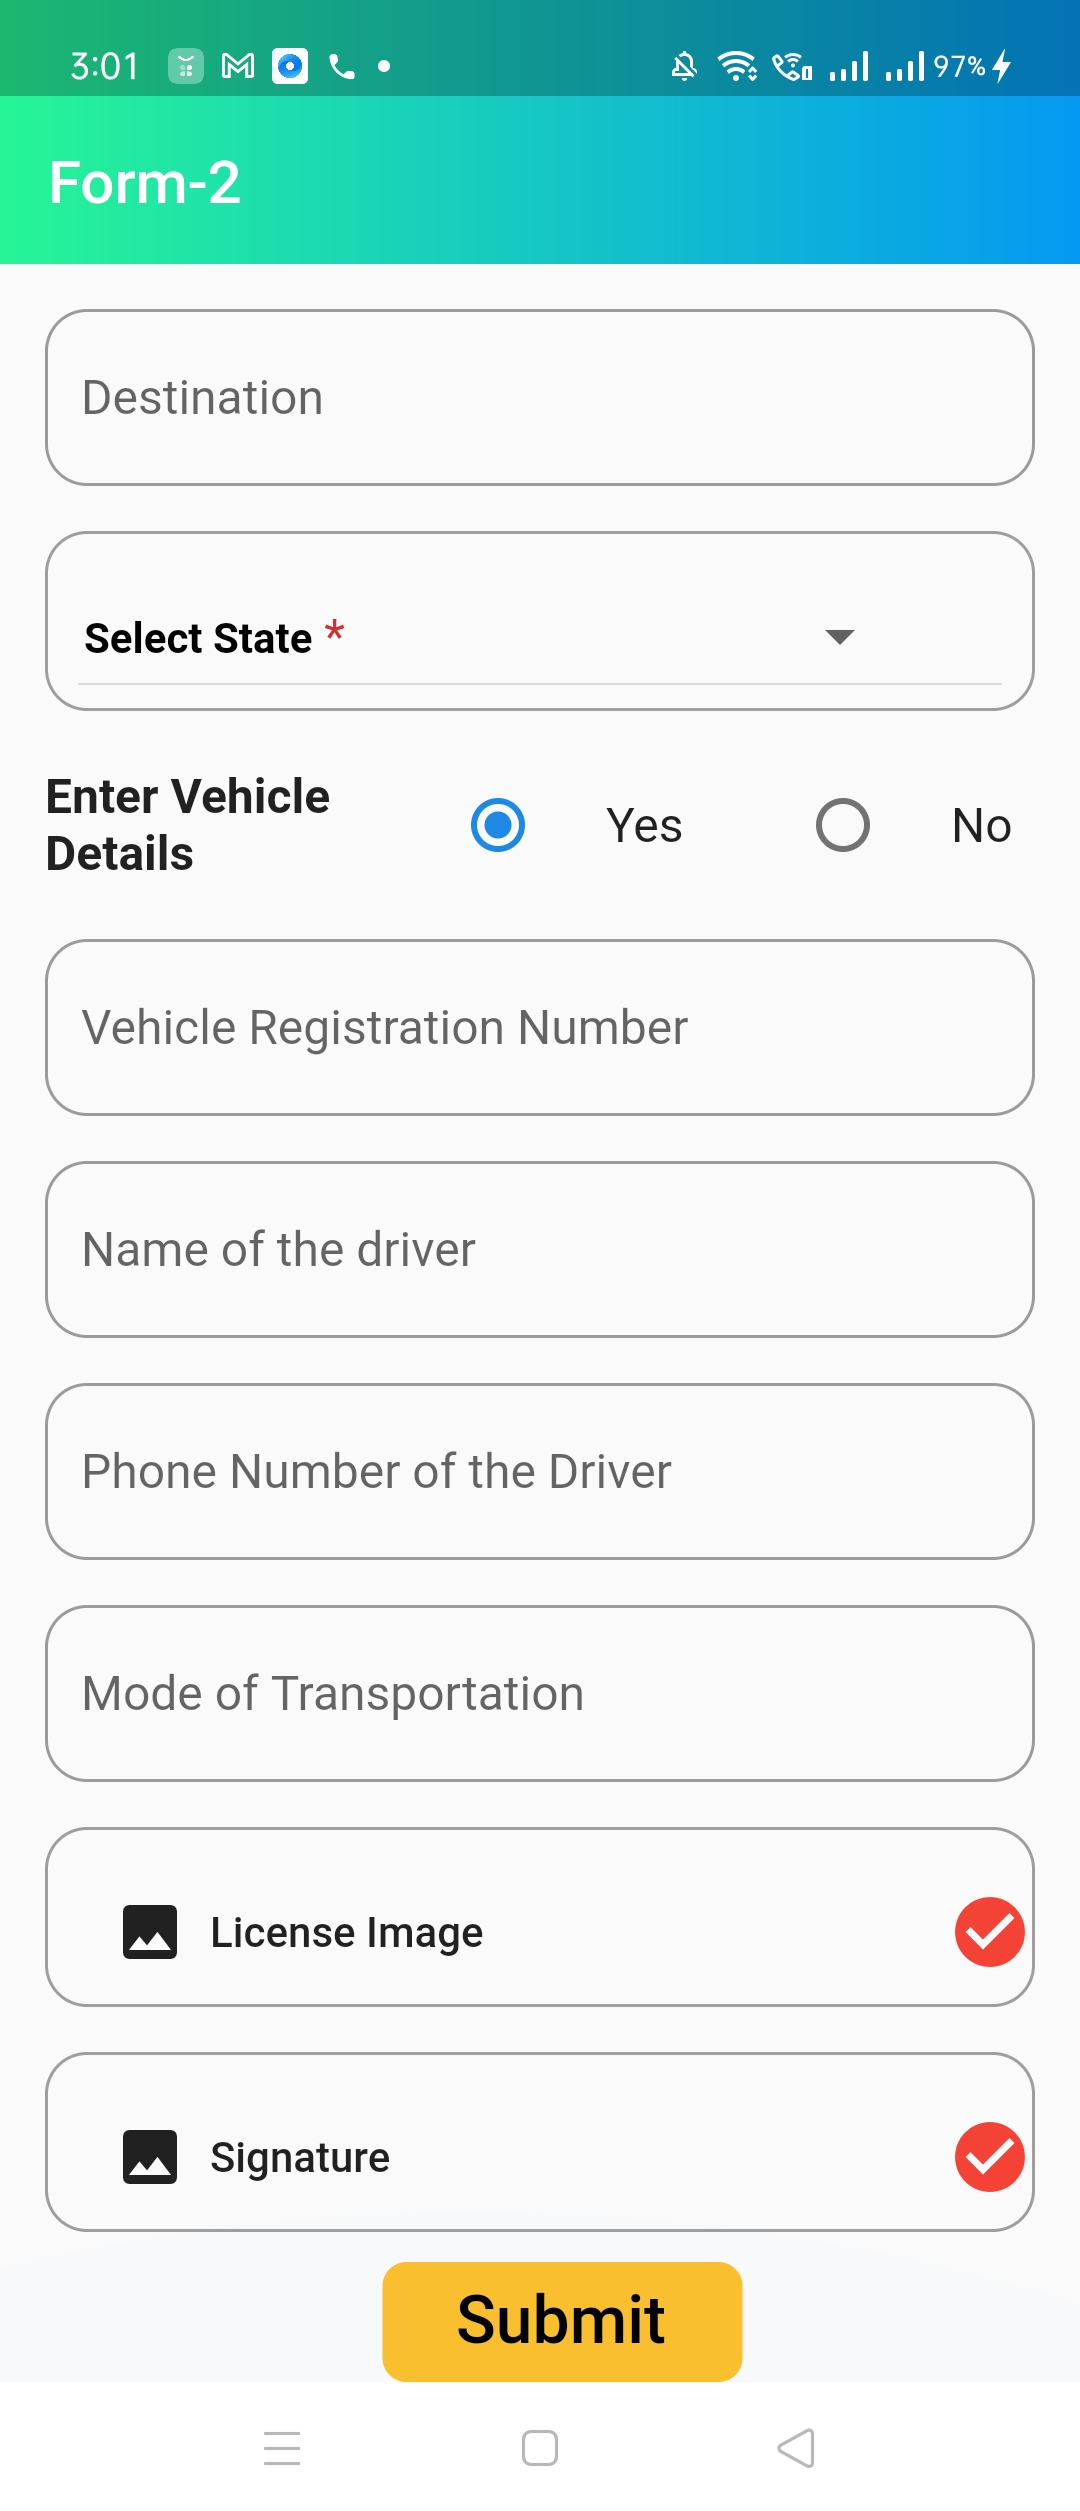 3:01
97%
Form-2
Destination
Select State *
Enter Vehicle
Details
Yes
No
Vehicle Registration Number
Name of the driver
Phone Number of the Driver
Mode of Transportation
License Image
Signature
Submit